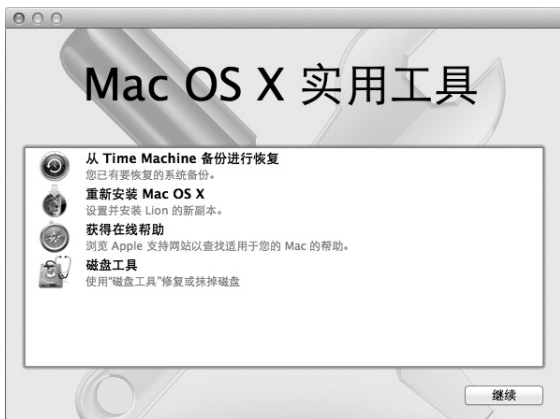 Mac OS X 实用工具
从 Time Machine 备份进行恢复
您已有要恢复的系统备份。
重新安装 Mac OS X
设置并安装 Lion 的新副本。
获得在线帮助
浏览 Apple 支持网站以查找适用于您的 Mac 的帮助。
磁盘工具
使用“磁盘工具”修复或抹掉磁盘
继续